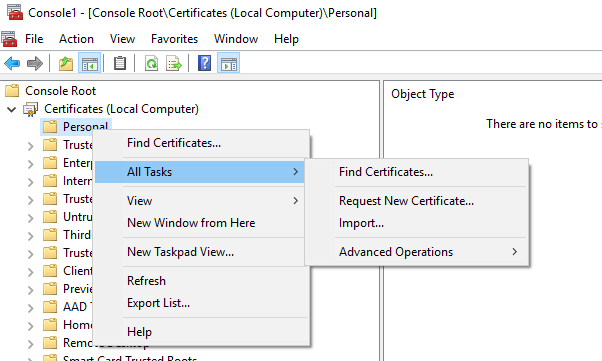 Console1 - [Console Root\Certificates (Local Computer)\Personal]
File Action View Favorites Window Help
Console Root
Certificates (Local Computer)
Personal
Truste
Enterp
Intern
Truste
Untru
Third-
Truste
Client
Previe
AAD T
Home
Remo
Smart Card Trusted Roots
Find Certificates...
All Tasks
View
New Window from Here
New Taskpad View...
Refresh
Export List...
Help
Find Certificates...
Request New Certificate...
Import...
Advanced Operations
Object Type
There are no items to s